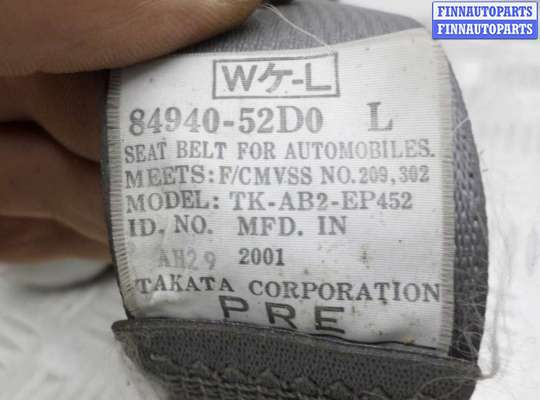 FINNAUTOPARTS
FINNAUTOPARTS
Wケ-L
84940-52D0 L
SEAT BELT FOR AUTOMOBILES.
MEETS: F/CMVSS NO. 209, 302
MODEL: TK-AB2-EP452
ID. NO. MFD. IN
AH29 2001
TAKATA CORPORATION
PRE